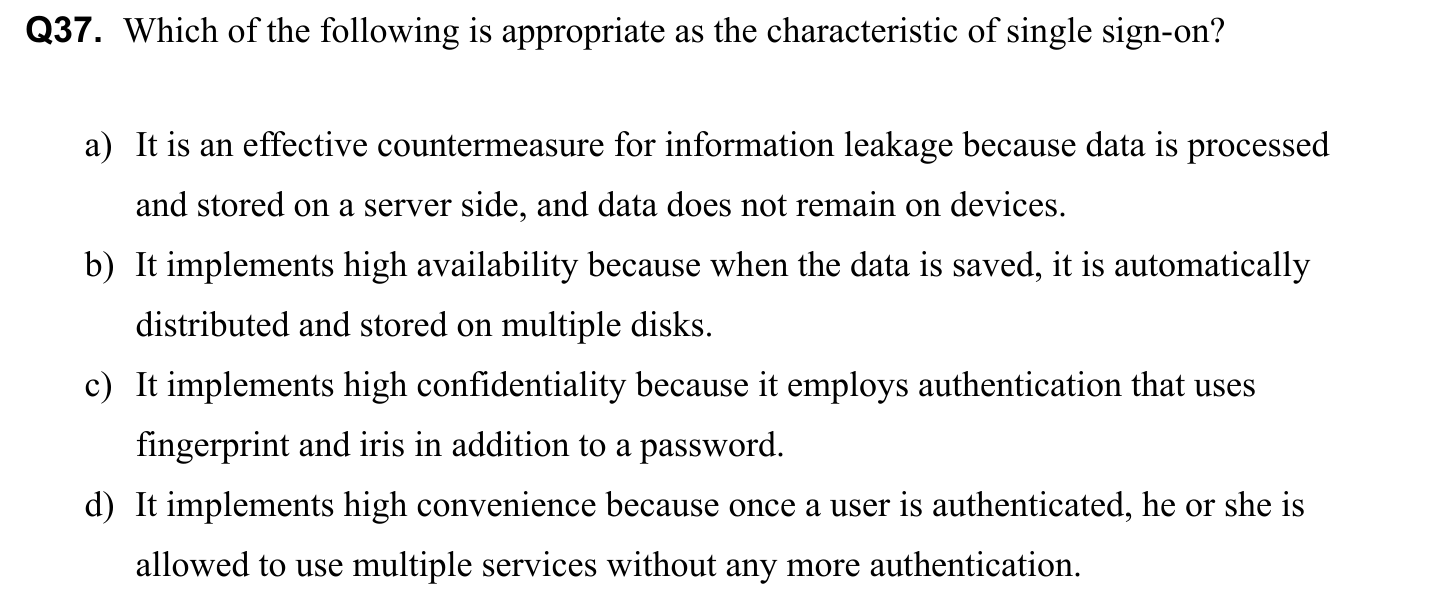 Q37. Which of the following is appropriate as the characteristic of single sign-on?
a) It is an effective countermeasure for information leakage because data is processed
and stored on a server side, and data does not remain on devices.
b) It implements high availability because when the data is saved, it is automatically
distributed and stored on multiple disks.
c) It implements high confidentiality because it employs authentication that uses
fingerprint and iris in addition to a password.
d) It implements high convenience because once a user is authenticated, he or she is
allowed to use multiple services without any more authentication.